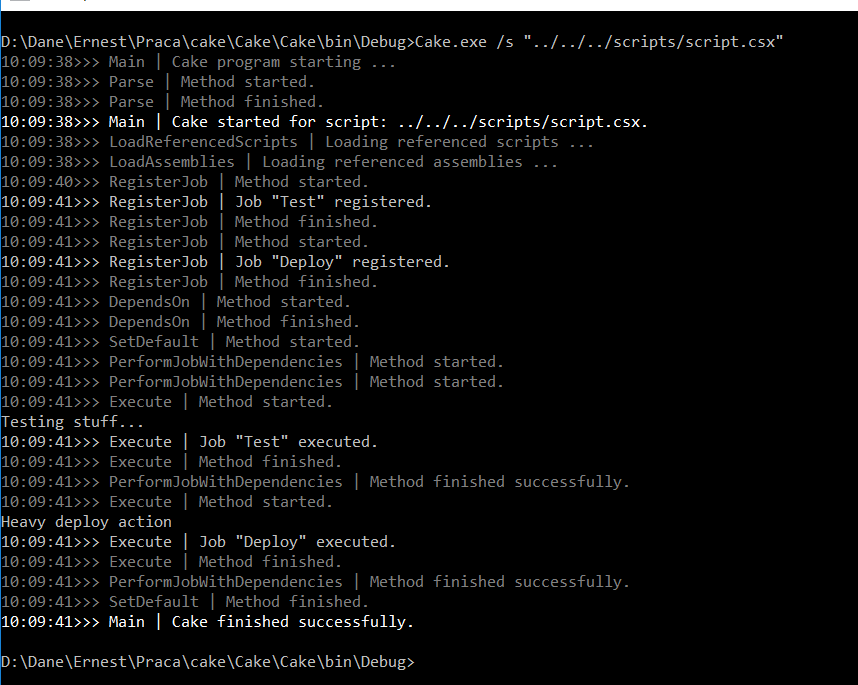 D:\Dane\Ernest\Praca\cake\Cake\Cake\bin\Debug>Cake.exe /s "../../../scripts/script.csx"
10:09:38>>> Main | Cake program starting ...
10:09:38>>> Parse | Method started.
10:09:38>>> Parse | Method finished.
10:09:38>>> Main | Cake started for script: ../../../scripts/script.csx.
10:09:38>>> LoadReferencedScripts | Loading referenced scripts ...
10:09:38>>> LoadAssemblies | Loading referenced assemblies ...
10:09:40>>> RegisterJob | Method started.
10:09:41>>> RegisterJob | Job "Test" registered.
10:09:41>>> RegisterJob | Method finished.
10:09:41>>> RegisterJob | Method started.
10:09:41>>> RegisterJob | Job "Deploy" registered.
10:09:41>>> RegisterJob | Method finished.
10:09:41>>> DependsOn | Method started.
10:09:41>>> DependsOn | Method finished.
10:09:41>>> SetDefault | Method started.
10:09:41>>> PerformJobWithDependencies | Method started.
10:09:41>>> PerformJobWithDependencies | Method started.
10:09:41>>> Execute | Method started.
Testing stuff...
10:09:41>>> Execute | Job "Test" executed.
10:09:41>>> Execute | Method finished.
10:09:41>>> PerformJobWithDependencies | Method finished successfully.
10:09:41>>> Execute | Method started.
Heavy deploy action
10:09:41>>> Execute | Job "Deploy" executed.
10:09:41>>> Execute | Method finished.
10:09:41>>> PerformJobWithDependencies | Method finished successfully.
10:09:41>>> SetDefault | Method finished.
10:09:41>>> Main | Cake finished successfully.
D:\Dane\Ernest\Praca\cake\Cake\Cake\bin\Debug>